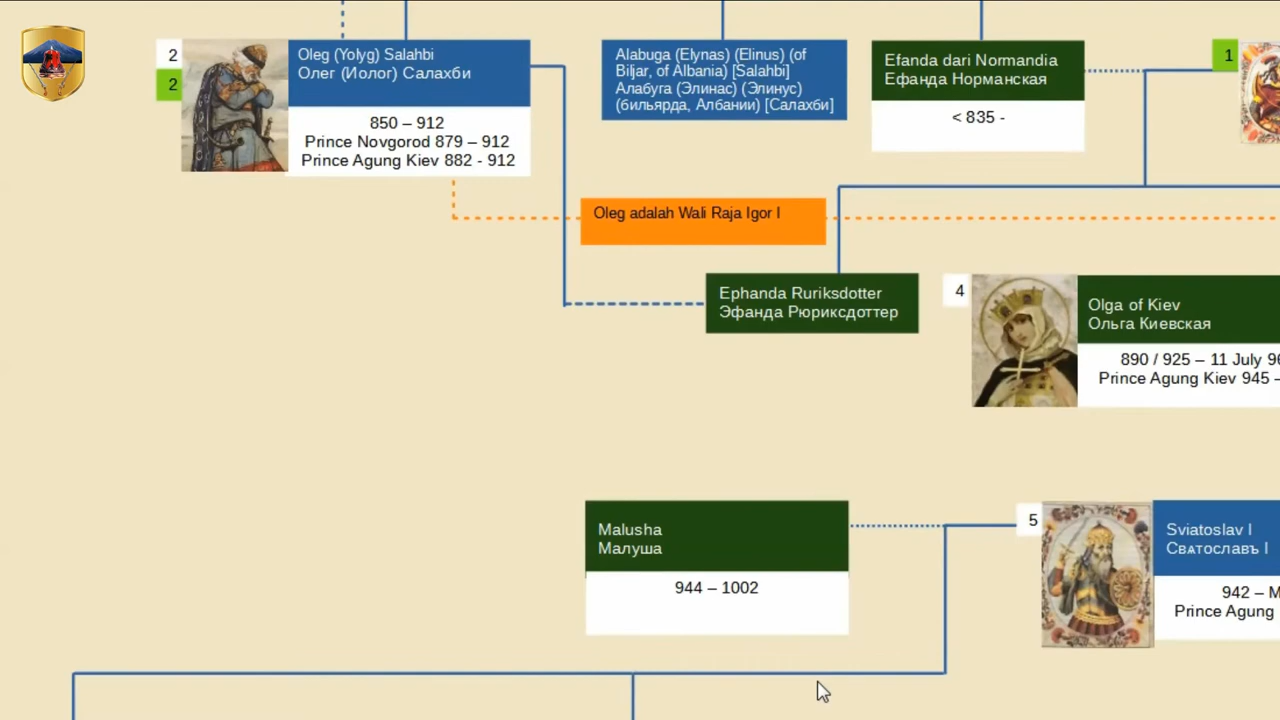 2
2
Oleg (Yolyg) Salahbi
Олег (Иолог) Салахби
850 – 912
Prince Novgorod 879 – 912
Prince Agung Kiev 882 - 912
Alabuga (Elynas) (Elinus) (of
Biljar, of Albania) [Salahbi]
Алабуга (Элинас) (Элинус)
(бильярда, Албании) [Салахби]
Efanda dari Normandia
Ефанда Норманская
< 835 -
1
Oleg adalah Wali Raja Igor I
Ephanda Ruriksdotter
Эфанда Рюриксдоттер
4
Olga of Kiev
Ольга Киевская
890 / 925 – 11 July 96
Prince Agung Kiev 945 –
Malusha
Малуша
944 – 1002
5
Sviatoslav I
Свѧтославъ I
942 – M
Prince Agung